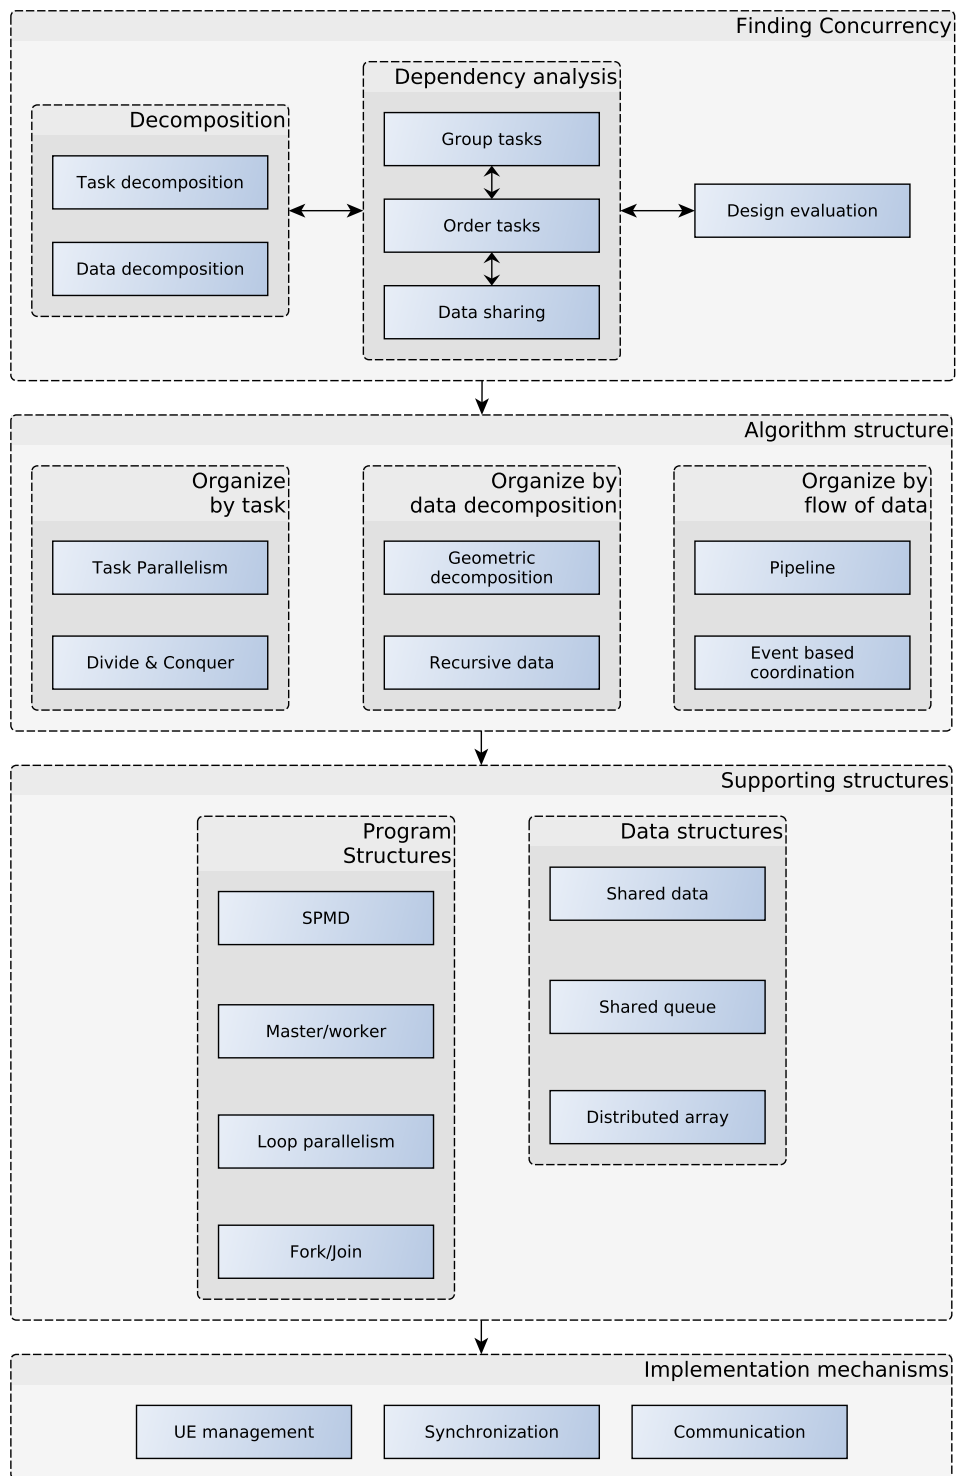 Finding Concurrency
Dependency analysis
Decomposition
Group tasks
Task decomposition
Design evaluation
Order tasks
Data decomposition
Data sharing
Algorithm structure
Organize
by task
Organize by
data decomposition
Organize by
flow of data
Task Parallelism
Geometric
decomposition
Pipeline
Divide & Conquer
Recursive data
Event based
coordination
Supporting structures
Program
Structures
Data structures
SPMD
Shared data
Master/worker
Shared queue
Loop parallelism
Distributed array
Fork/Join
Implementation mechanisms
UE management
Synchronization
Communication